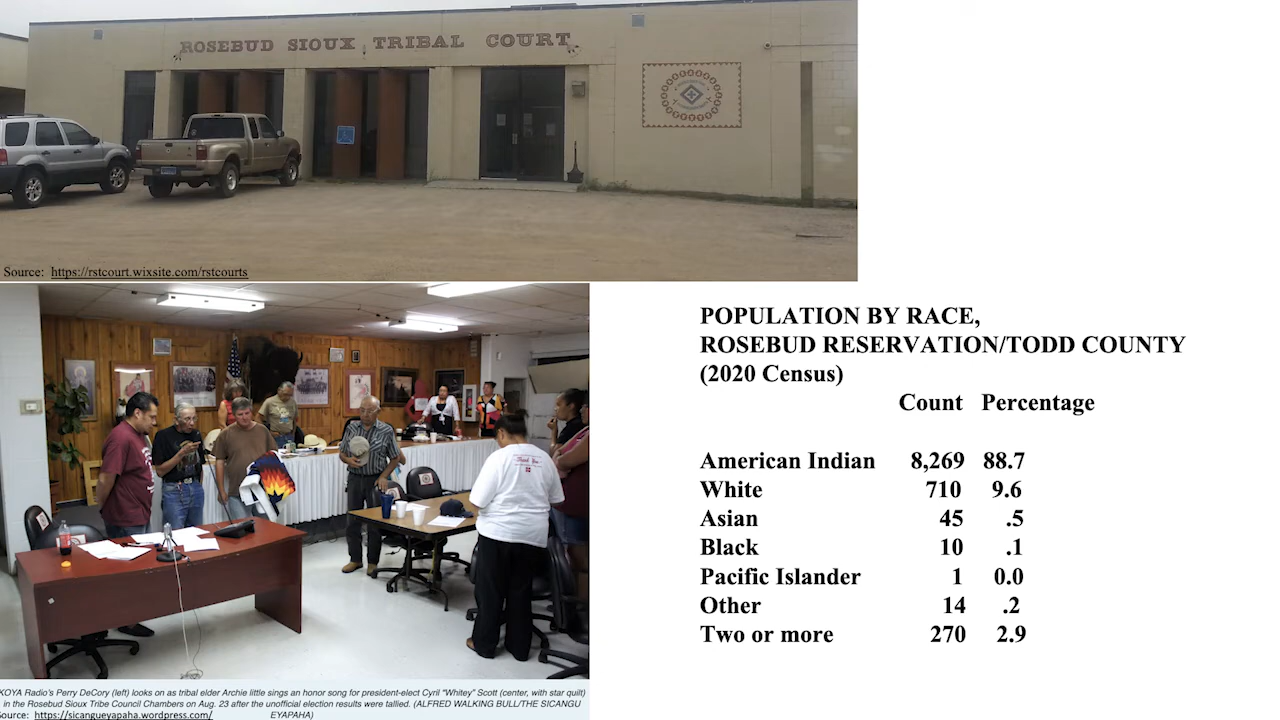 ROSEBUD SIOUX TRIBAL COURT
Source: https://rstcourt.wixsite.com/rstcourts
KOYA Radio's Perry DeCory (left) looks on as tribal elder Archie little sings an honor song for president-elect Cyril "Whitey" Scott (center, with star quilt)
in the Rosebud Sioux Tribe Council Chambers on Aug. 23 after the unofficial election results were tallied. (ALFRED WALKING BULL/THE SICANGU
EYAPAHA)
Source: https://sicangueyapaha.wordpress.com/
POPULATION BY RACE,
ROSEBUD RESERVATION/TODD COUNTY
(2020 Census)
Count Percentage
American Indian 8,269 88.7
White 710 9.6
Asian 45 .5
Black 10 .1
Pacific Islander 1 0.0
Other 14 .2
Two or more 270 2.9